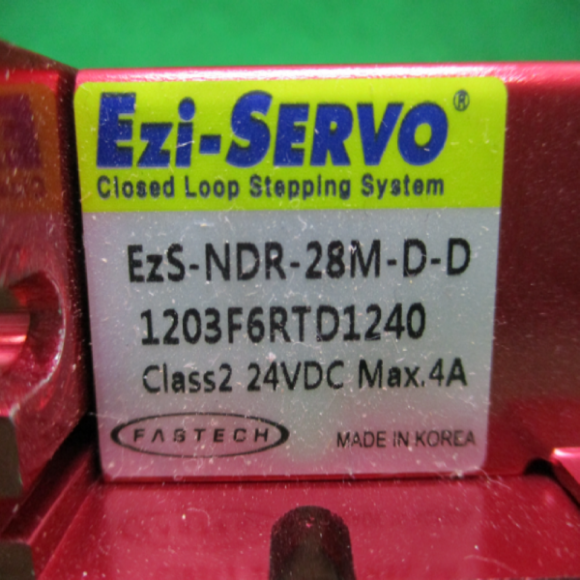 Ezi-SERVO®
Closed Loop Stepping System
EzS-NDR-28M-D-D
1203F6RTD1240
Class2 24VDC Max.4A
FASTECH
MADE IN KOREA